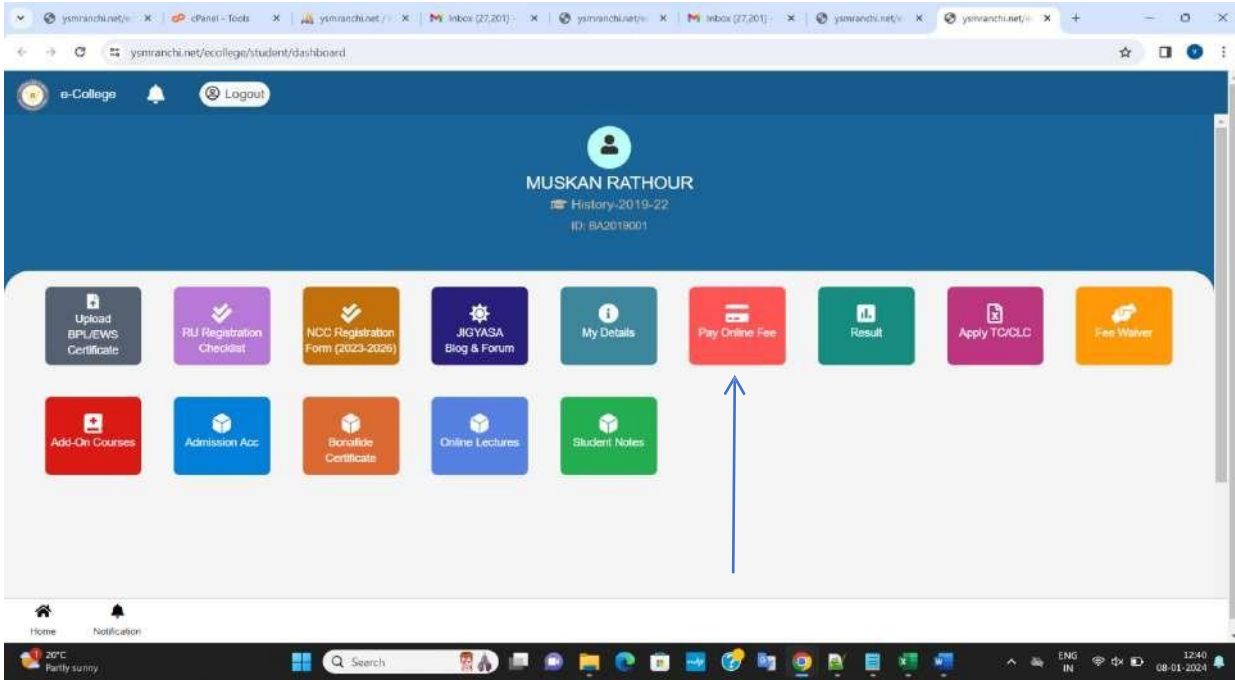 ysmranchi.net/e
cPanel - Tools
ysmranchi.net /
Inbox (27,201) -
ysmranchi.net/e
Inbox (27,201) -
ysmranchi.net/e
ysmranchi.net/e
ysmranchi.net/ecollege/student/dashboard
e-College
Logout
MUSKAN RATHOUR
History-2019-22
ID: BA2019001
Upload
BPL/EWS
Certificate
RU Registration
Checklist
NCC Registration
Form (2023-2026)
JIGYASA
Blog & Forum
My Details
Pay Online Fee
Result
Apply TC/CLC
Fee Waiver
Add-On Courses
Admission Acc
Bonafide
Certificate
Online Lectures
Student Notes
Home
Notification
1
20°C
Partly sunny
Search
ENG
IN
12:40
08-01-2024